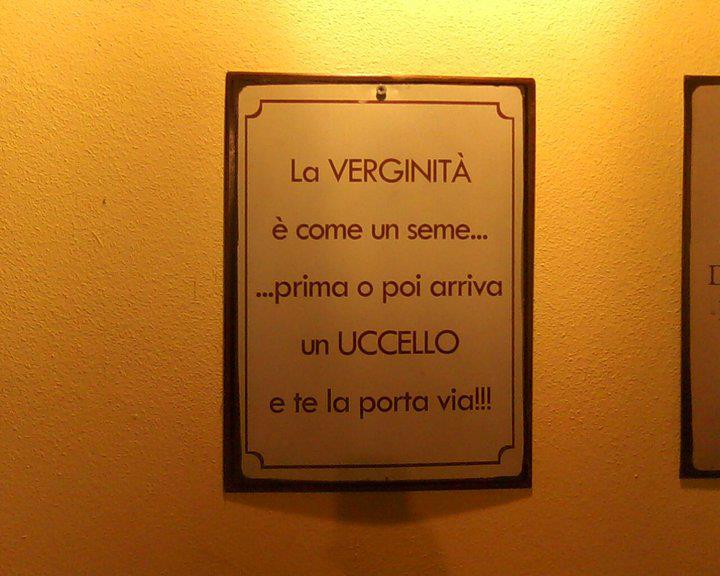 La VERGINITÀ
è come un seme...
...prima o poi arriva
un UCCELLO
e te la porta via!!!